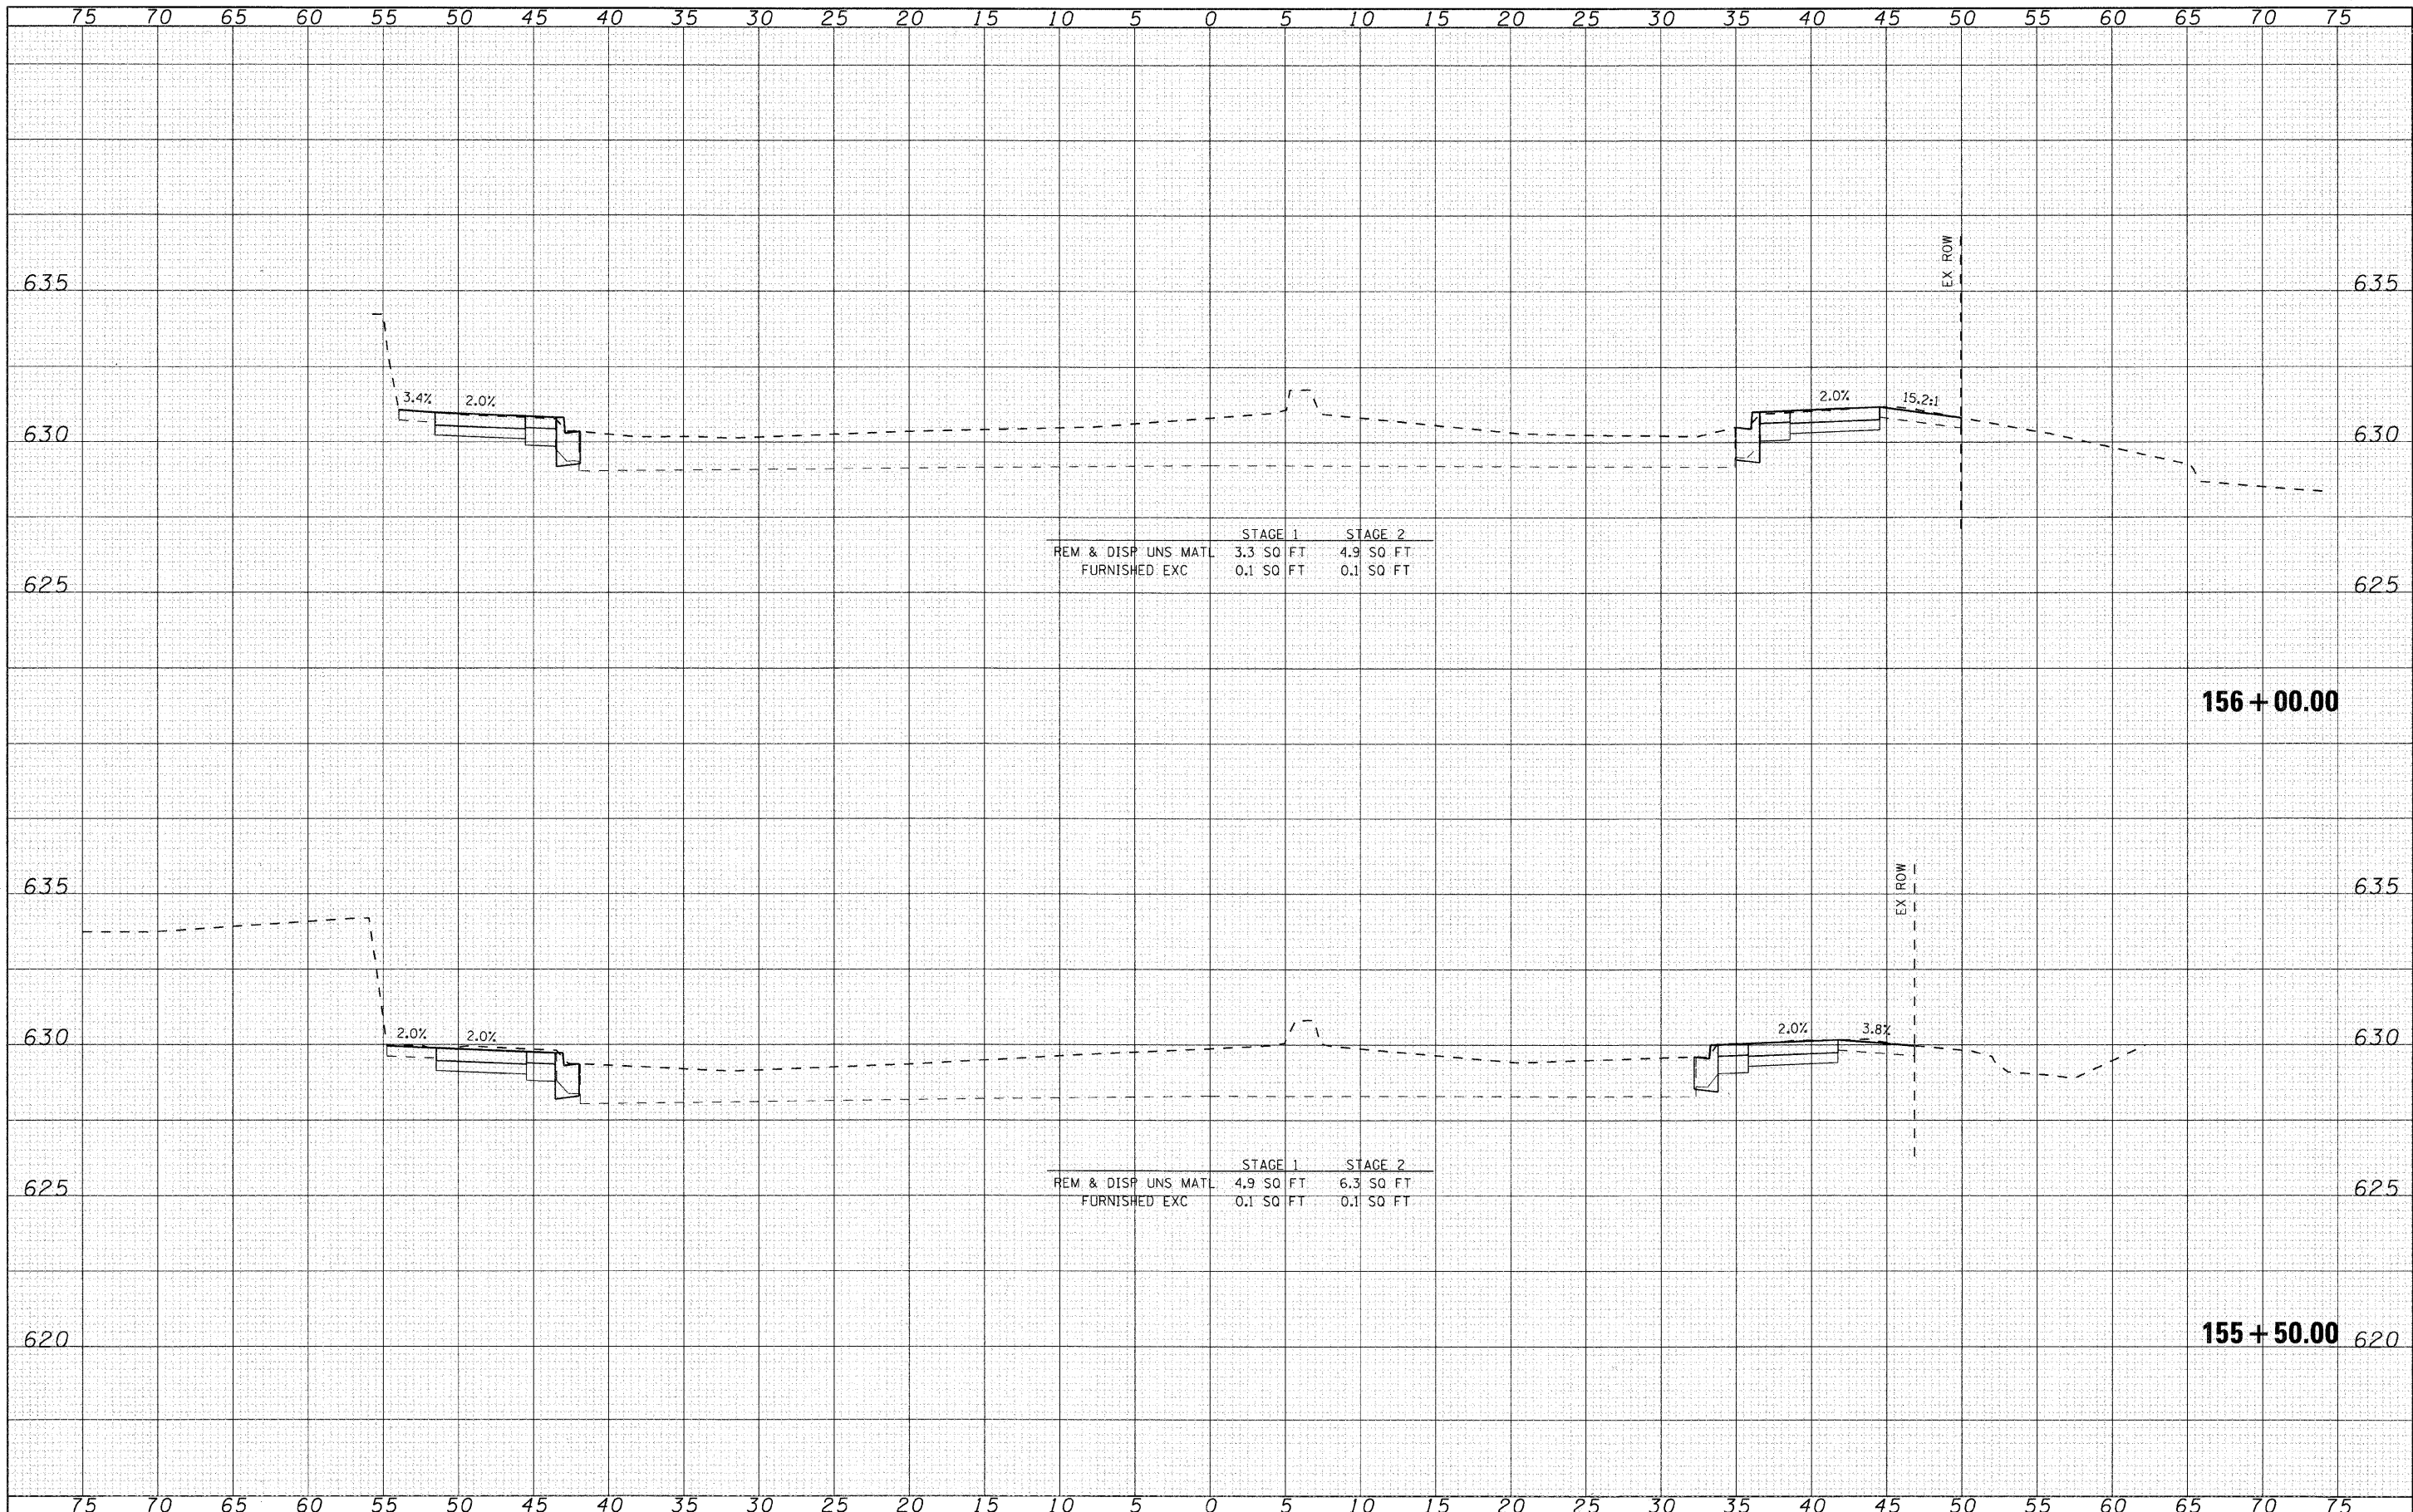 75 70 65 60 55 50 45 40 35 30 25 20 15 10 5 0 5 10 15 20 25 30 35 40 45 50 55 60 65 70 75
EX ROW
635 635
3.4% 2.0% 2.0% 15.2:1
630 630
STAGE 1 STAGE 2
REM & DISP UNS MATL 3.3 SQ FT 4.9 SQ FT
FURNISHED EXC 0.1 SQ FT 0.1 SQ FT
625 625
156+00.00
EX ROW
635 635
2.0% 2.0% 2.0% 3.8%
630 630
STAGE 1 STAGE 2
REM & DISP UNS MATL 4.9 SQ FT 6.3 SQ FT
625 625
FURNISHED EXC 0.1 SQ FT 0.1 SQ FT
620 155+50.00 620
75 70 65 60 55 50 45 40 35 30 25 20 15 10 5 0 5 10 15 20 25 30 35 40 45 50 55 60 65 70 75